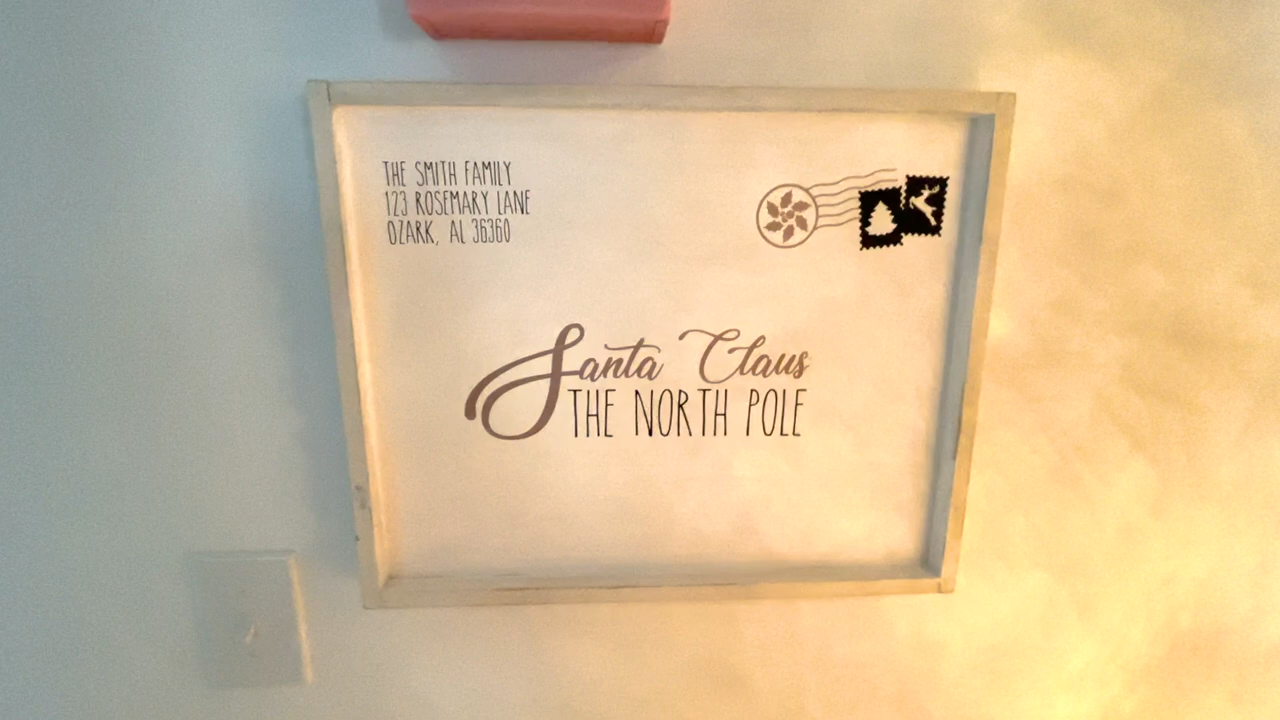 THE SMITH FAMILY
123 ROSEMARY LANE
OZARK, AL 36360
Santa Claus
THE NORTH POLE